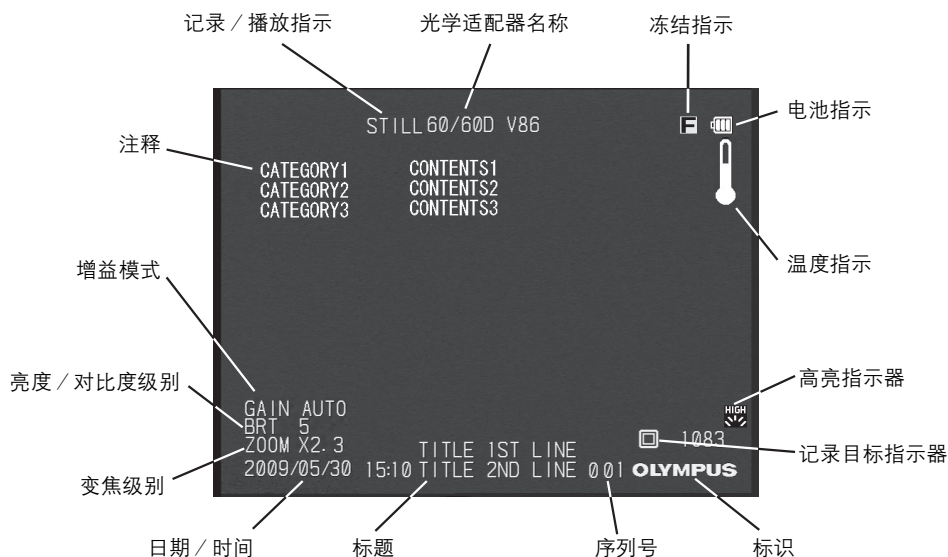 记录／播放指示 光学适配器名称 冻结指示
STILL 60/60D V86 F 电池指示
注释
CATEGORY1 CONTENTS1
CATEGORY2 CONTENTS2
CATEGORY3 CONTENTS3
增益模式 温度指示
亮度／对比度级别 高亮指示器
GAIN AUTO HIGH
BRT 5
ZOOM X2.3 TITLE 1ST LINE 1083 记录目标指示器
2009/05/30 15:10 TITLE 2ND LINE 001 OLYMPUS
变焦级别
日期／时间 标题 序列号 标识